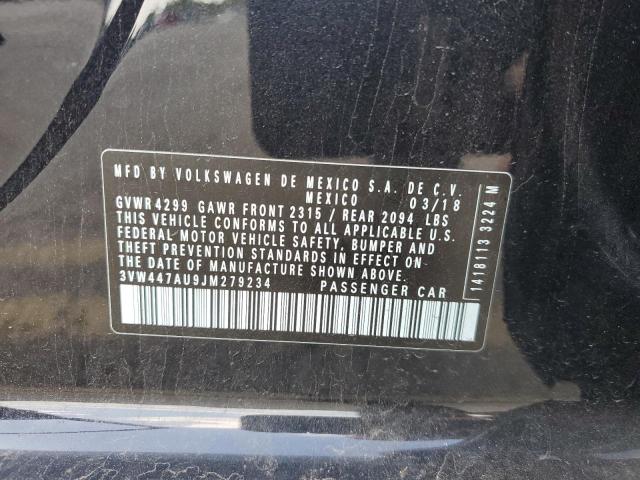 MFD BY VOLKSWAGEN DE MEXICO S.A. DE C.V.
MEXICO 03/18
GVWR 4299 GAWR FRONT 2315 / REAR 2094 LBS
THIS VEHICLE CONFORMS TO ALL APPLICABLE U.S.
FEDERAL MOTOR VEHICLE SAFETY, BUMPER AND
THEFT PREVENTION STANDARDS IN EFFECT ON
THE DATE OF MANUFACTURE SHOWN ABOVE.
3VW447AU9JM279234 PASSENGER CAR
1418113 3224 M